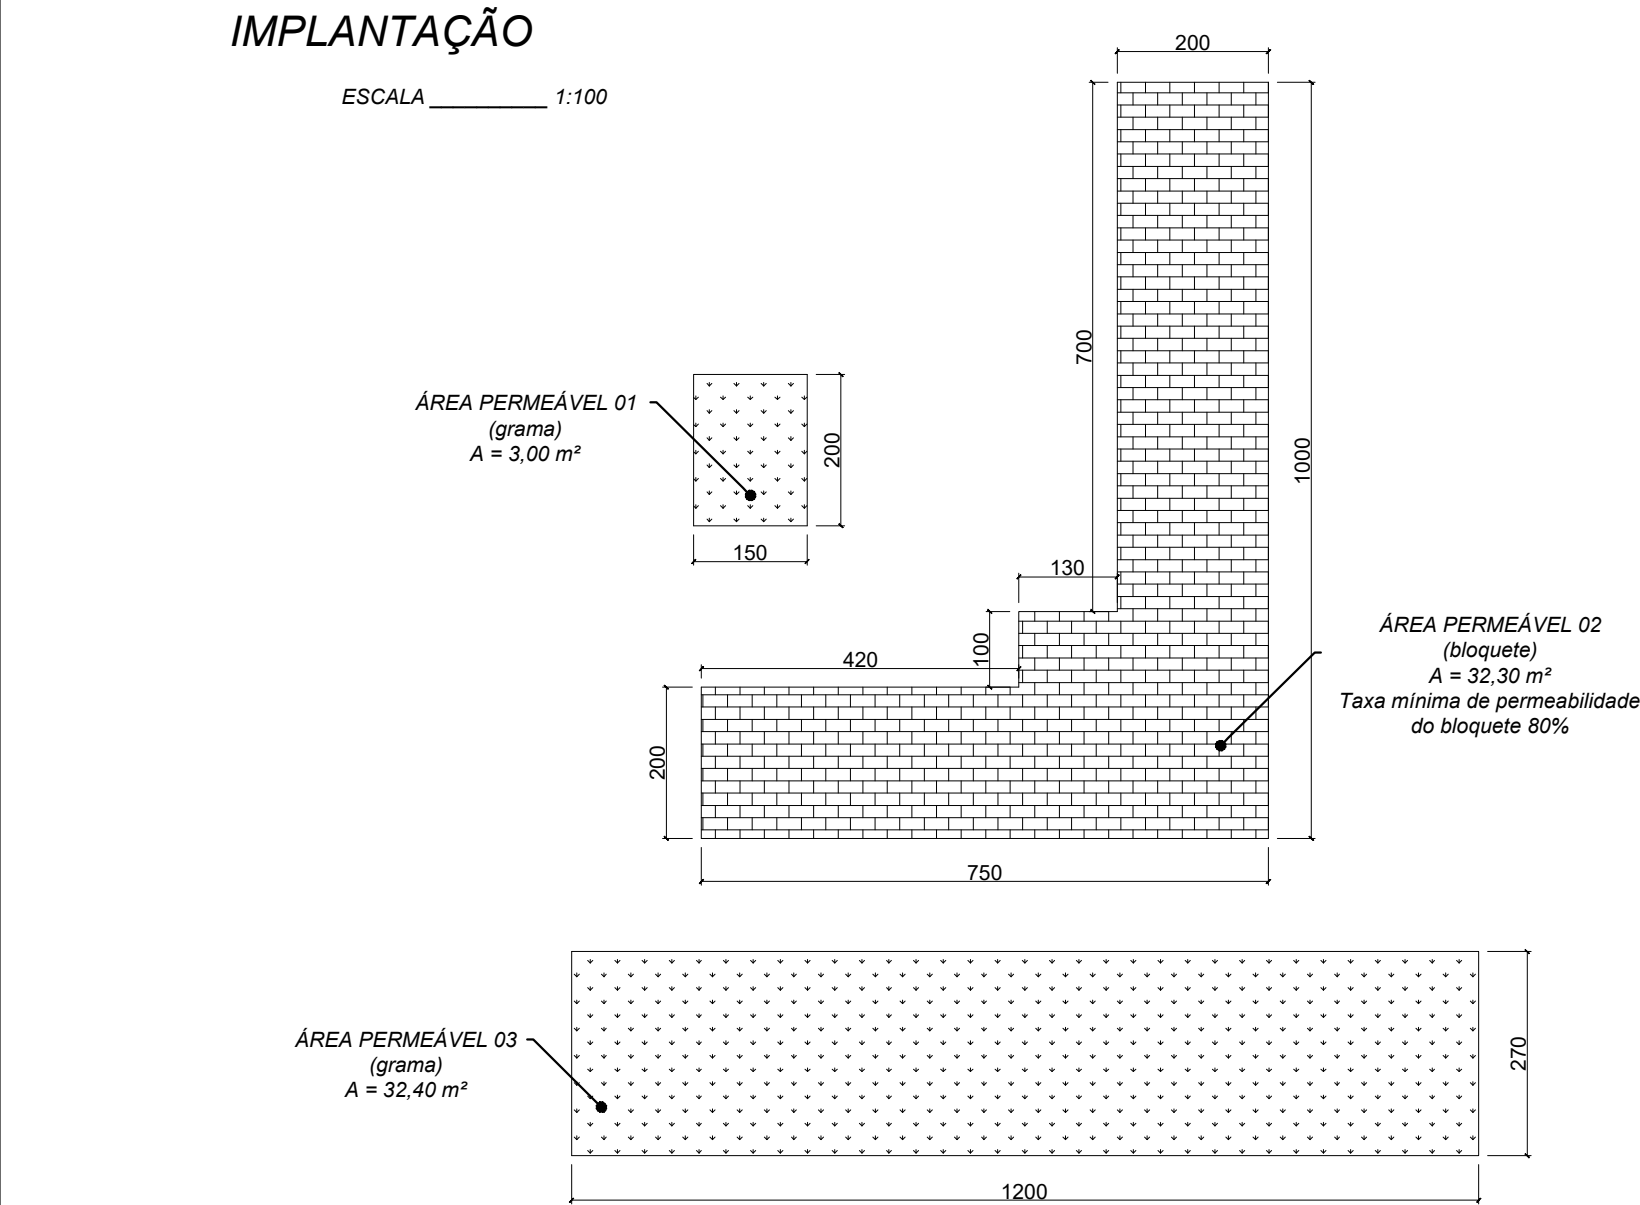 IMPLANTAÇÃO
ESCALA __________ 1:100
200
700
1000
ÁREA PERMEÁVEL 01
(grama)
A = 3,00 m²
200
150
130
100
420
ÁREA PERMEÁVEL 02
(bloquete)
A = 32,30 m²
Taxa mínima de permeabilidade
do bloquete 80%
200
750
ÁREA PERMEÁVEL 03
(grama)
A = 32,40 m²
270
1200